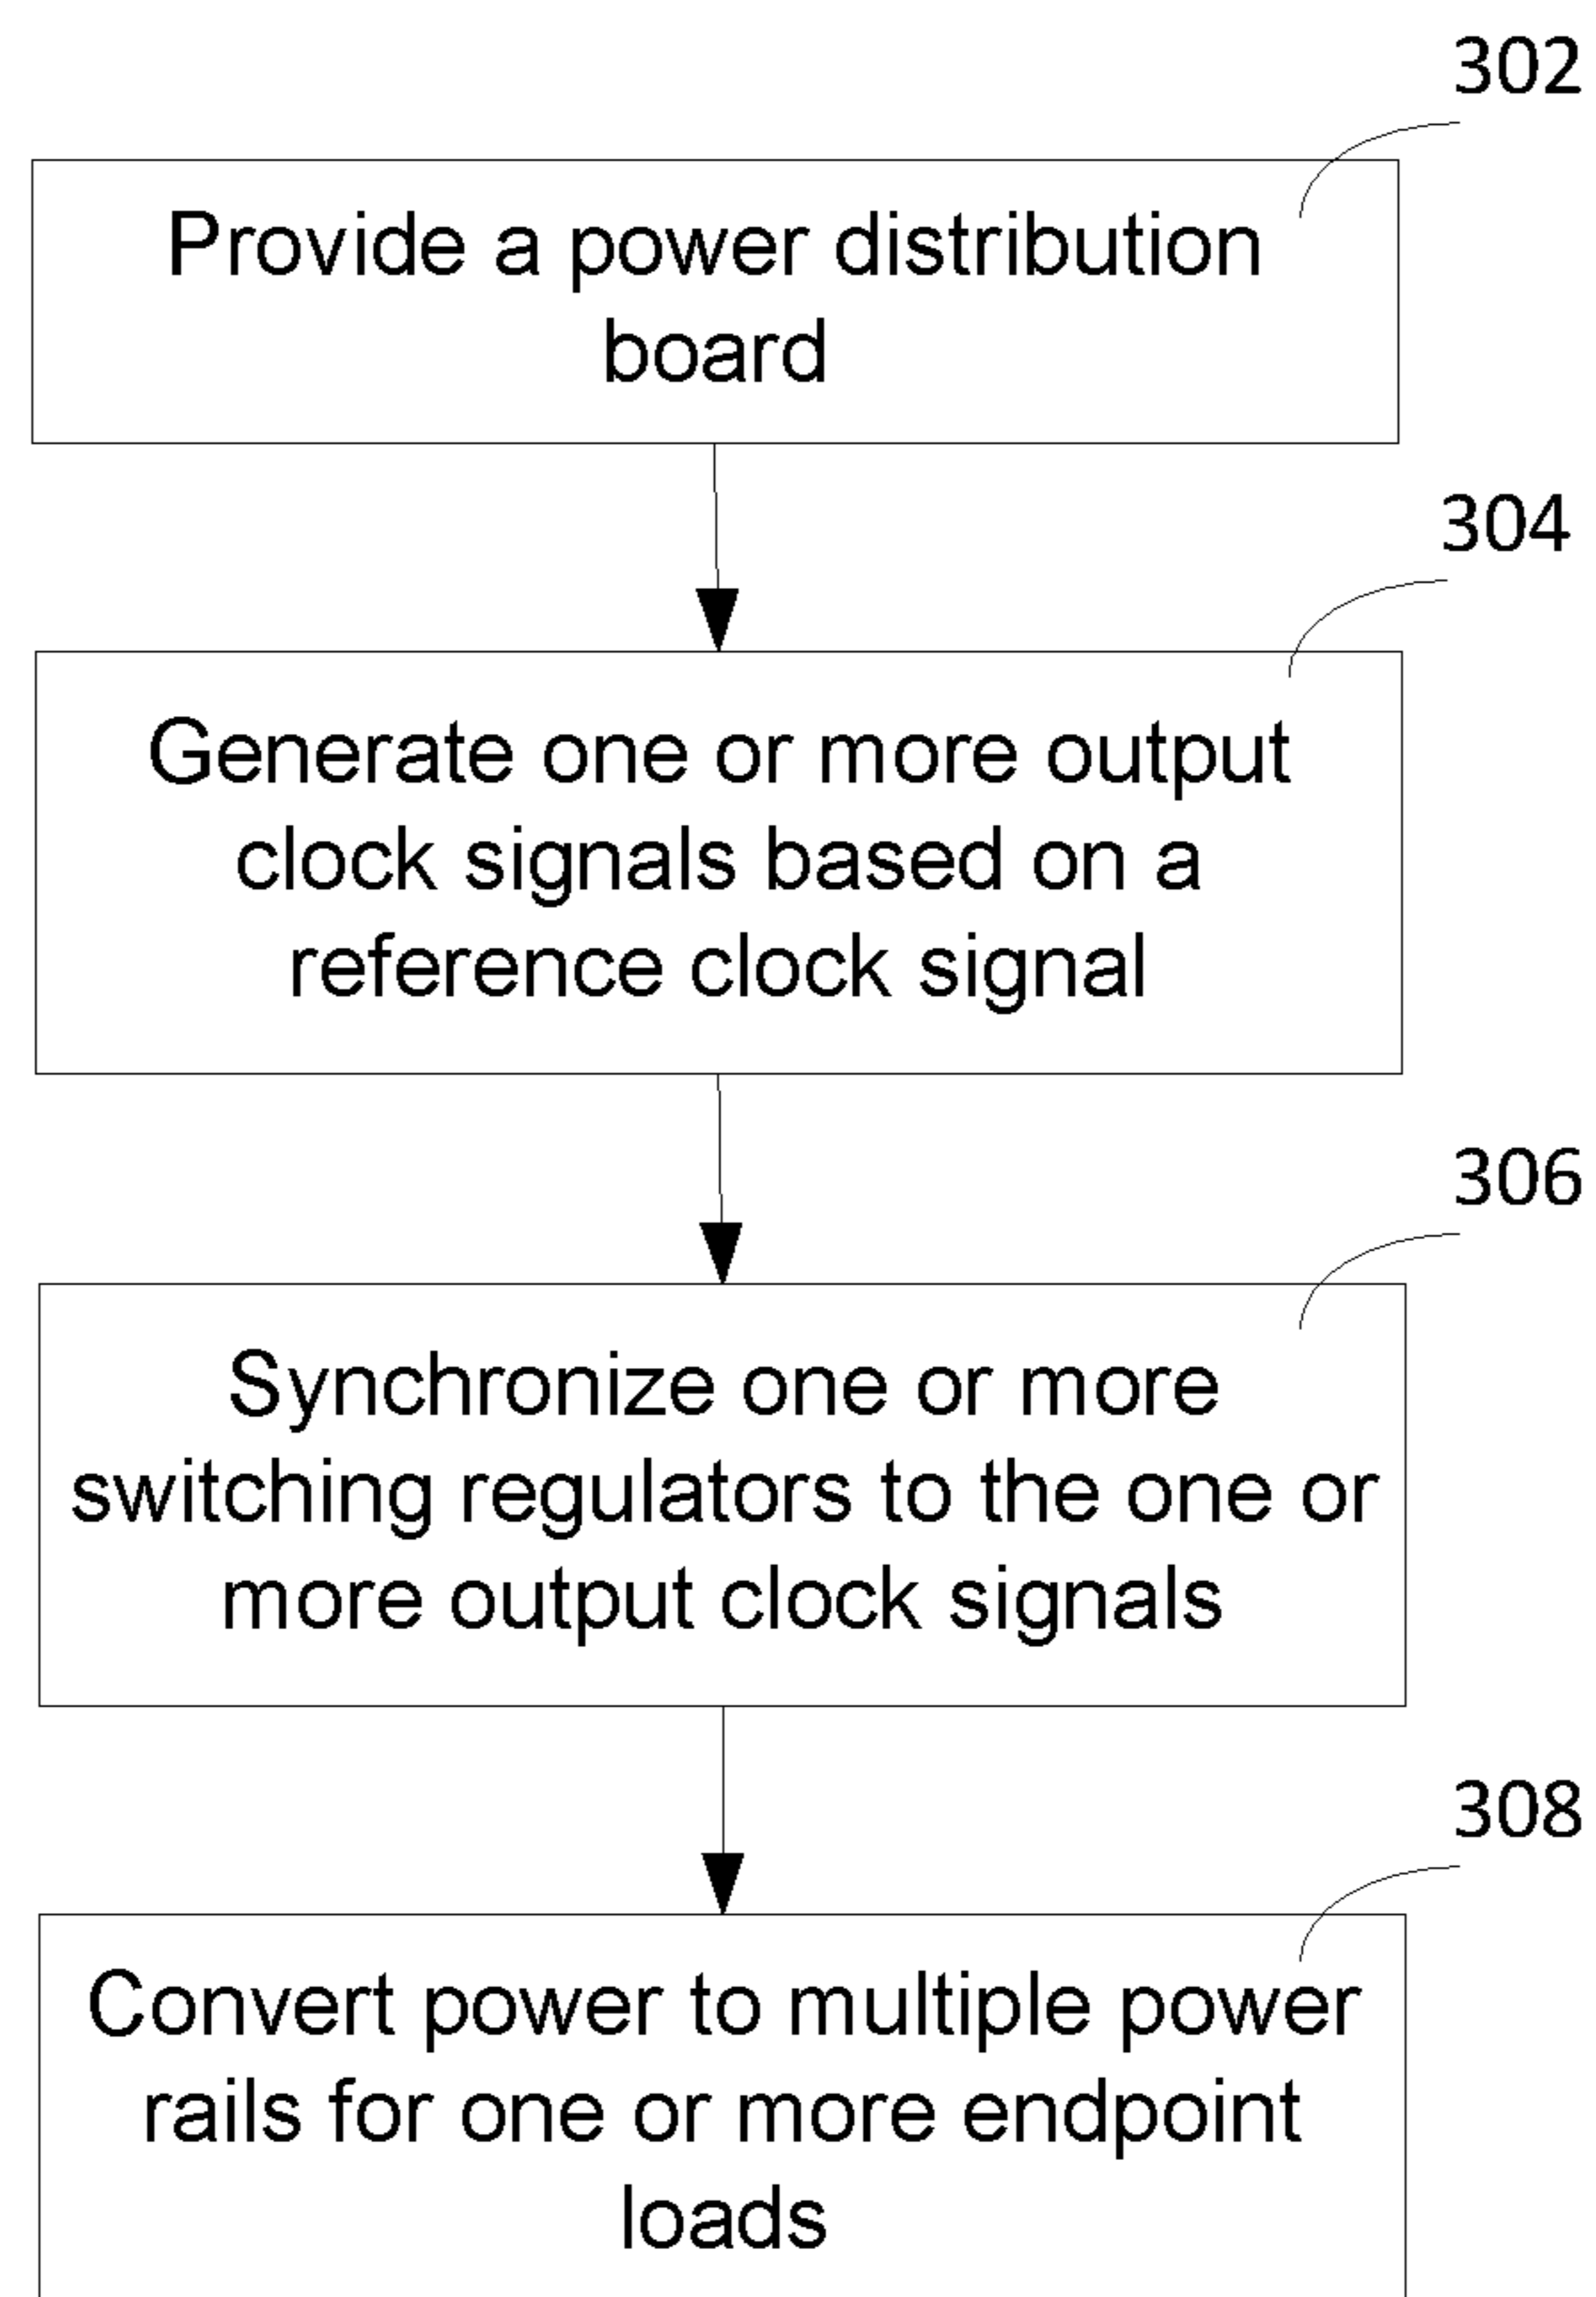 302
Provide a power distribution
board
304
Generate one or more output
clock signals based on a
reference clock signal
306
Synchronize one or more
switching regulators to the one or
more output clock signals
308
Convert power to multiple power
rails for one or more endpoint
loads